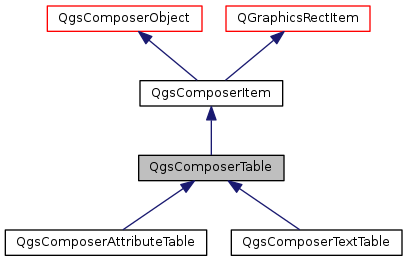 QgsComposerObject
QGraphicsRectItem
QgsComposerItem
QgsComposerTable
QgsComposerAttributeTable
QgsComposerTextTable